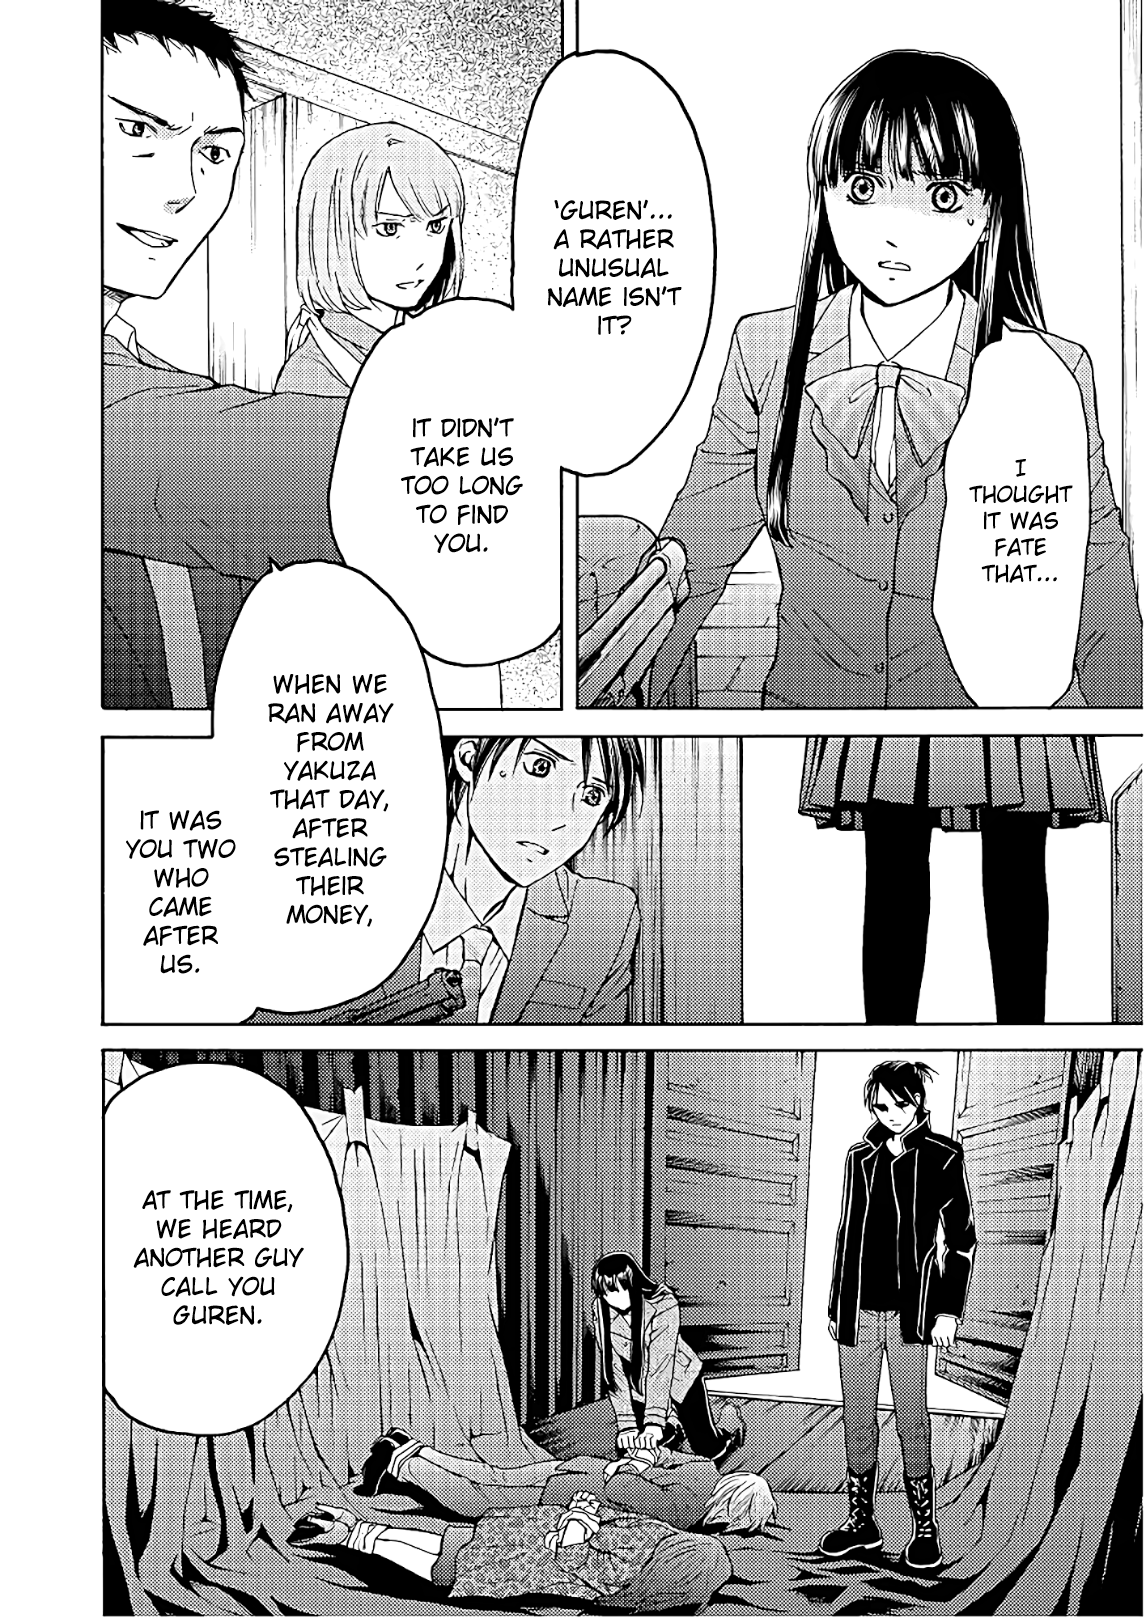 I
THOUGHT
IT WAS
FATE
THAT...
'GUREN'...
A RATHER
UNUSUAL
NAME ISN'T
IT?
IT DIDN'T
TAKE US
TOO LONG
TO FIND
YOU.
WHEN WE
RAN AWAY
FROM
YAKUZA
THAT DAY,
AFTER
STEALING
THEIR
MONEY,
IT WAS
YOU TWO
WHO
CAME
AFTER
US.
AT THE TIME,
WE HEARD
ANOTHER GUY
CALL YOU
GUREN.